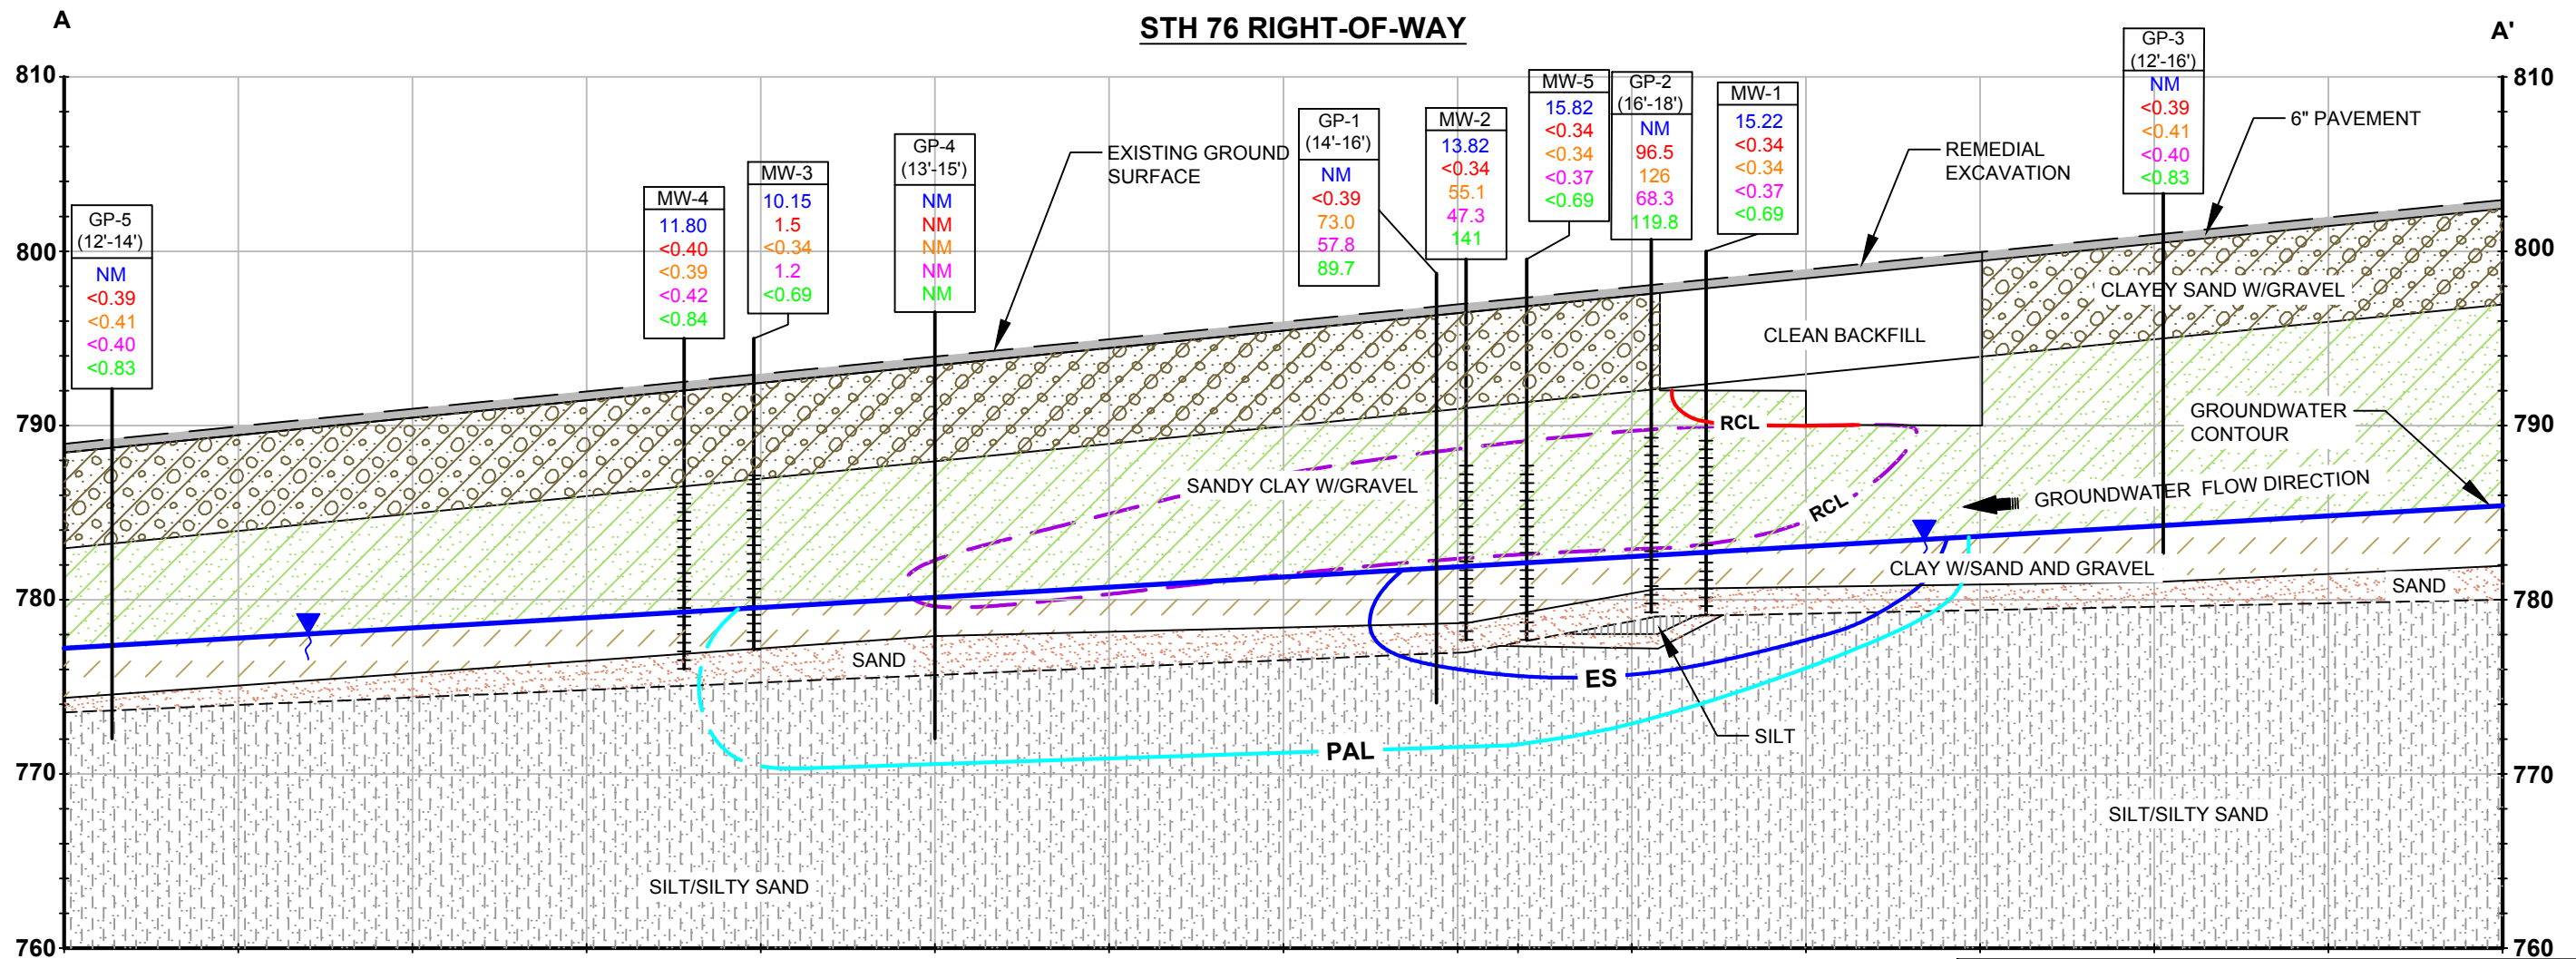 A
STH 76 RIGHT-OF-WAY
A'
810
800
790
780
770
760
GP-5
(12'-14')
NM
<0.39
<0.41
<0.40
<0.83
MW-4
11.80
<0.40
<0.39
<0.42
<0.84
MW-3
10.15
1.5
<0.34
1.2
<0.69
GP-4
(13'-15')
NM
NM
NM
NM
NM
EXISTING GROUND
SURFACE
GP-1
(14'-16')
NM
<0.39
73.0
57.8
89.7
MW-2
13.82
<0.34
55.1
47.3
141
MW-5
15.82
<0.34
<0.34
<0.37
<0.69
GP-2
(16'-18')
NM
96.5
126
68.3
119.8
MW-1
15.22
<0.34
<0.34
<0.37
<0.69
REMEDIAL
EXCAVATION
GP-3
(12'-16')
NM
<0.39
<0.41
<0.40
<0.83
6" PAVEMENT
810
800
790
780
770
760
CLAYEY SAND W/GRAVEL
CLEAN BACKFILL
RCL
GROUNDWATER
CONTOUR
SANDY CLAY W/GRAVEL
RCL
GROUNDWATER FLOW DIRECTION
CLAY W/SAND AND GRAVEL
SAND
SAND
ES
PAL
SILT
SILT/SILTY SAND
SILT/SILTY SAND